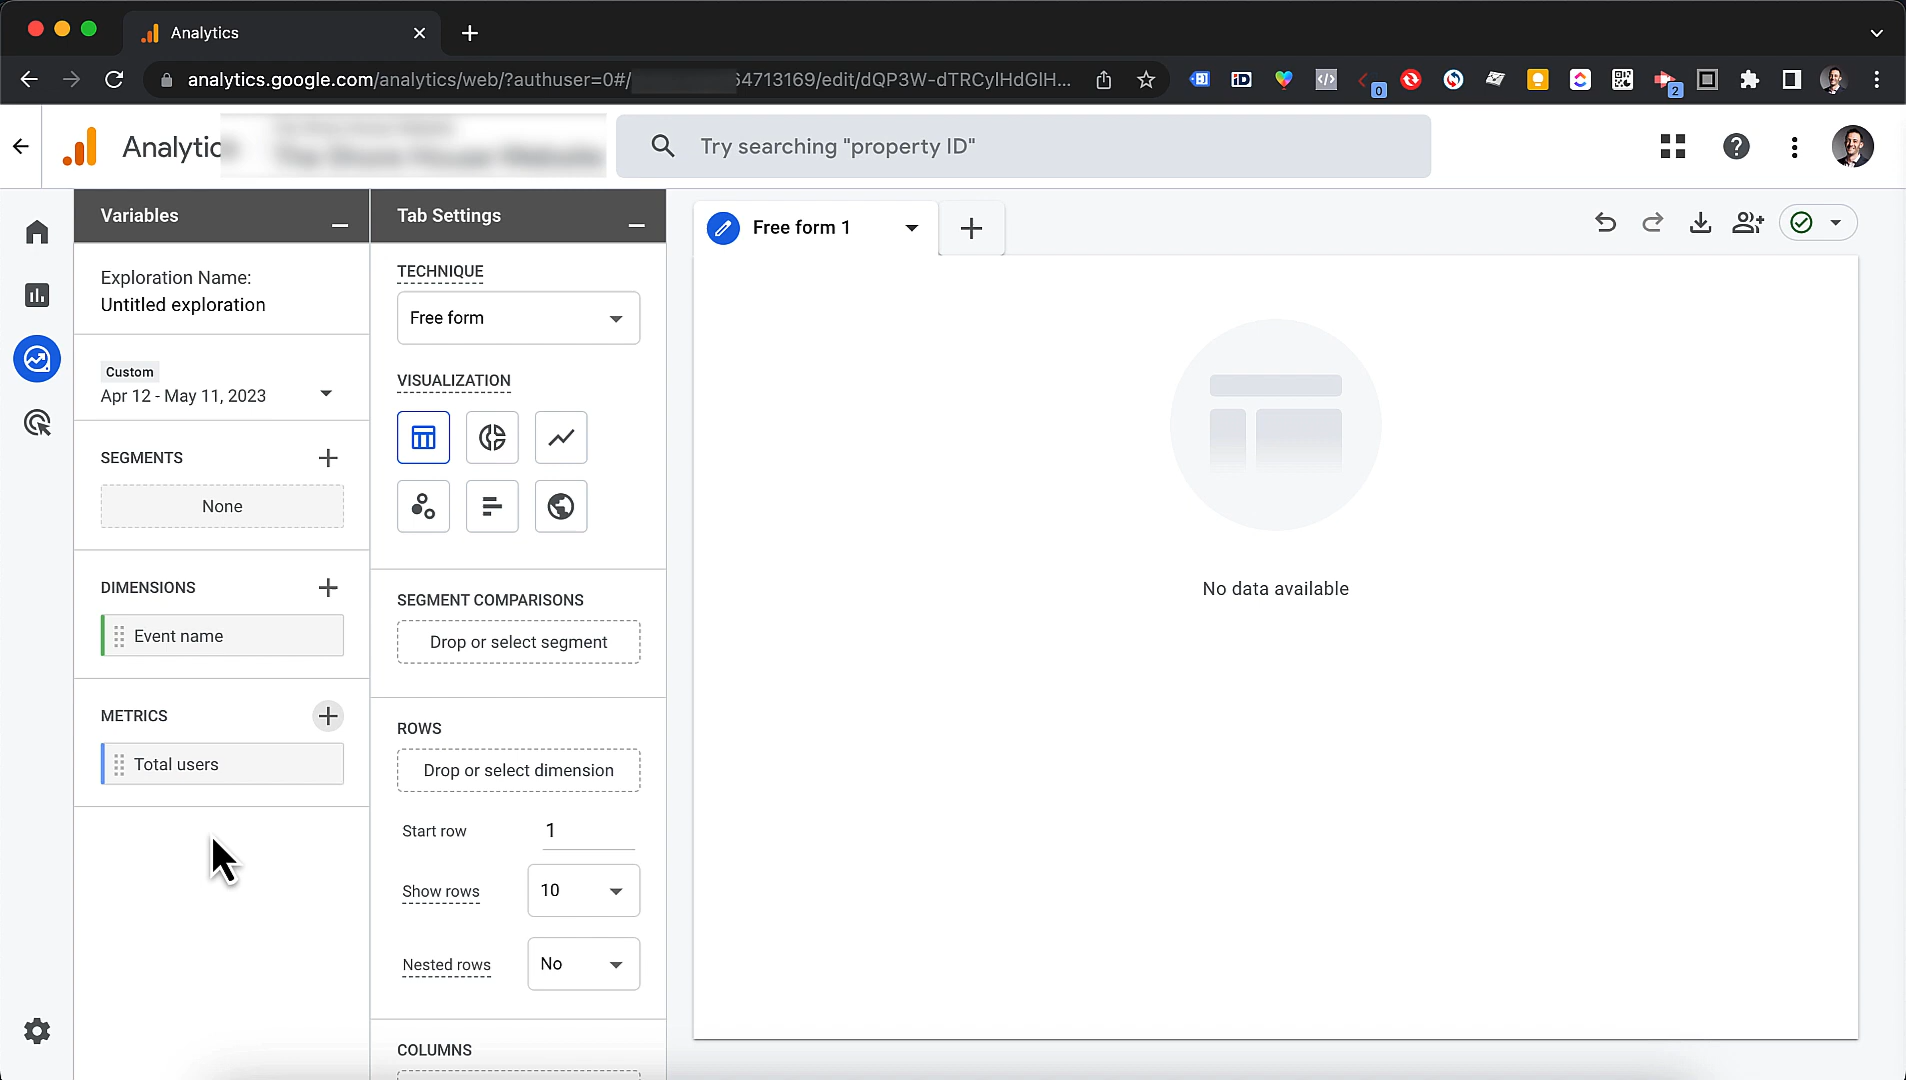 Analytics
analytics.google.com/analytics/web/?authuser=0#/ 64713169/edit/dQP3W-dTRCyIHdGIH...
0
2
Analytic
Try searching "property ID"
Variables
Tab Settings
Free form 1
Exploration Name:
Untitled exploration
TECHNIQUE
Free form
Custom
Apr 12 - May 11, 2023
VISUALIZATION
SEGMENTS
None
DIMENSIONS
Event name
METRICS
Total users
SEGMENT COMPARISONS
Drop or select segment
ROWS
Drop or select dimension
Start row
1
Show rows
10
Nested rows
No
COLUMNS
No data available